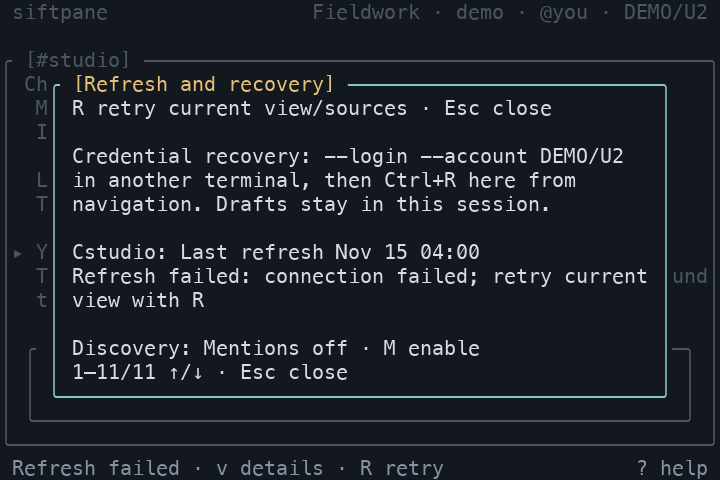 siftpane Fieldwork · demo · @you · DEMO/U2
[#studio]
Ch
[Refresh and recovery]
M
R retry current view/sources · Esc close
I
Credential recovery: --login --account DEMO/U2
L
in another terminal, then Ctrl+R here from
T
navigation. Drafts stay in this session.
▸ Y
Cstudio: Last refresh Nov 15 04:00
T
Refresh failed: connection failed; retry current
und
t
view with R
Discovery: Mentions off · M enable
1–11/11 ↑/↓ · Esc close
Refresh failed · v details · R retry ? help